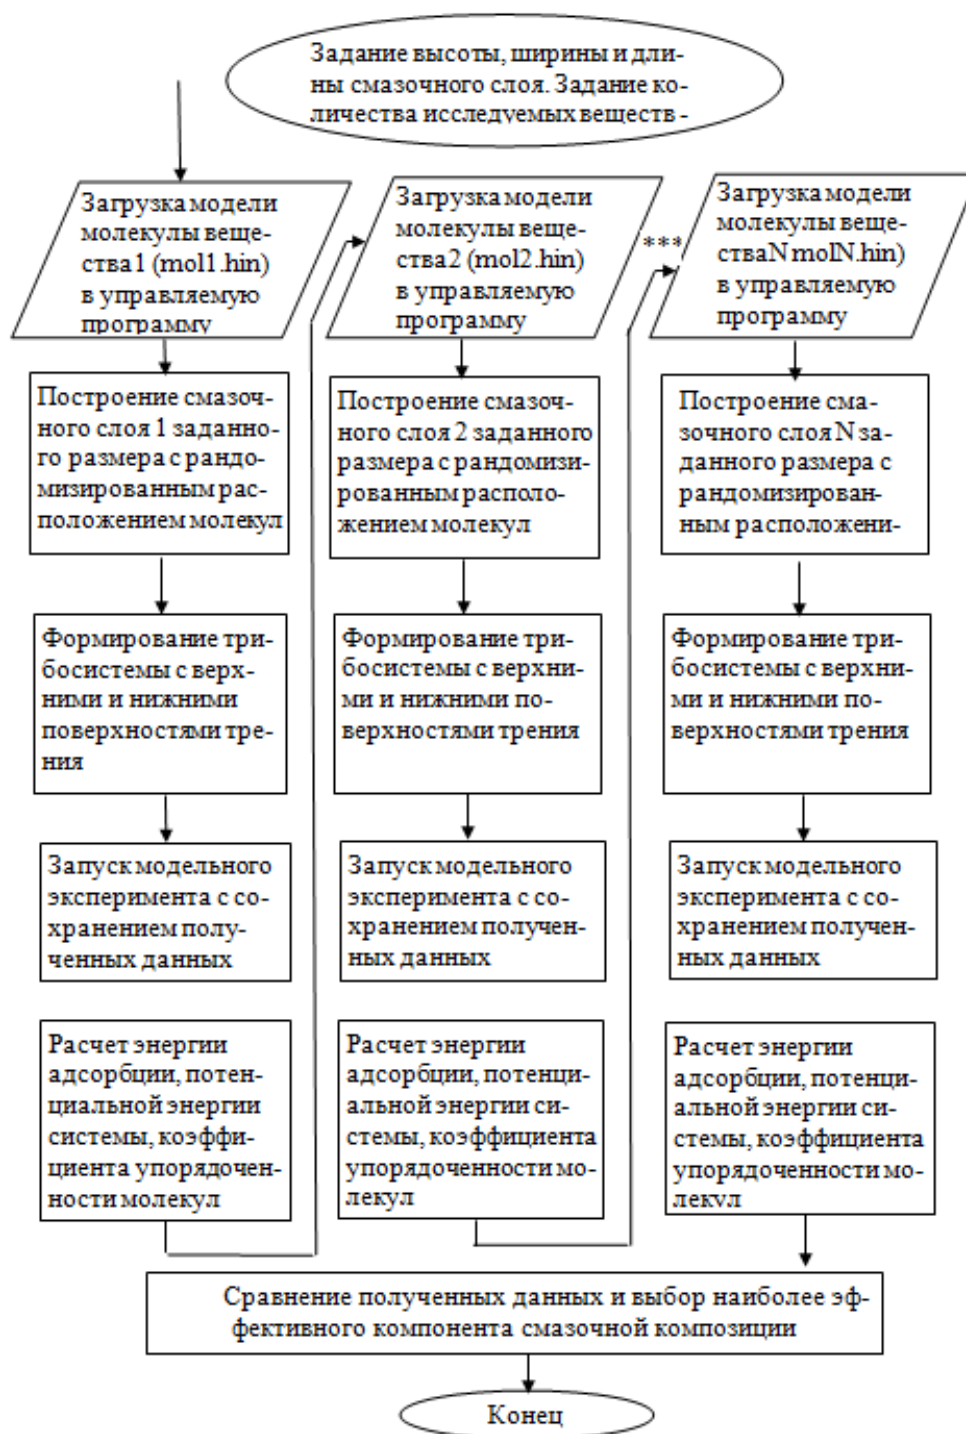 Задание высоты, ширины и дли-
ны смазочного слоя. Задание ко-
личества исследуемых веществ -
Загрузка модели
молекулы веще-
ства 1 (mol1.hin)
в управляемую
программу
Построение смазоч-
ного слоя 1 заданно-
го размера с рандо-
мизированным рас-
положением молекул
Формирование три-
босистемы с верх-
ними и нижними
поверхностями тре-
ния
Запуск модельного
эксперимента с со-
хранением полу-
ченных данных
Расчет энергии
адсорбции, потен-
циальной энергии
системы, коэффи-
циента упорядочен-
ности молекул
Загрузка модели
молекулы веще-
ства 2 (mol2.hin)
в управляемую
программу
Построение смазоч-
ного слоя 2 заданного
размера с рандомизи-
рованным располо-
жением молекул
Формирование три-
босистемы с верхни-
ми и нижними по-
верхностями трения
Запуск модельного
эксперимента с со-
хранением получен-
ных данных
Расчет энергии
адсорбции, потенци-
альной энергии си-
стемы, коэффициента
упорядоченности мо-
лекул
***
Загрузка модели
молекулы веще-
ства N molN.hin)
в управляемую
программу
Построение сма-
зочного слоя N за-
данного размера с
рандомизирован-
ным расположени-
Формирование три-
босистемы с верхни-
ми и нижними по-
верхностями трения
Запуск модельного
эксперимента с со-
хранением получен-
ных данных
Расчет энергии
адсорбции, потенци-
альной энергии си-
стемы, коэффициента
упорядоченности мо-
лекул
Сравнение полученных данных и выбор наиболее эф-
фективного компонента смазочной композиции
Конец